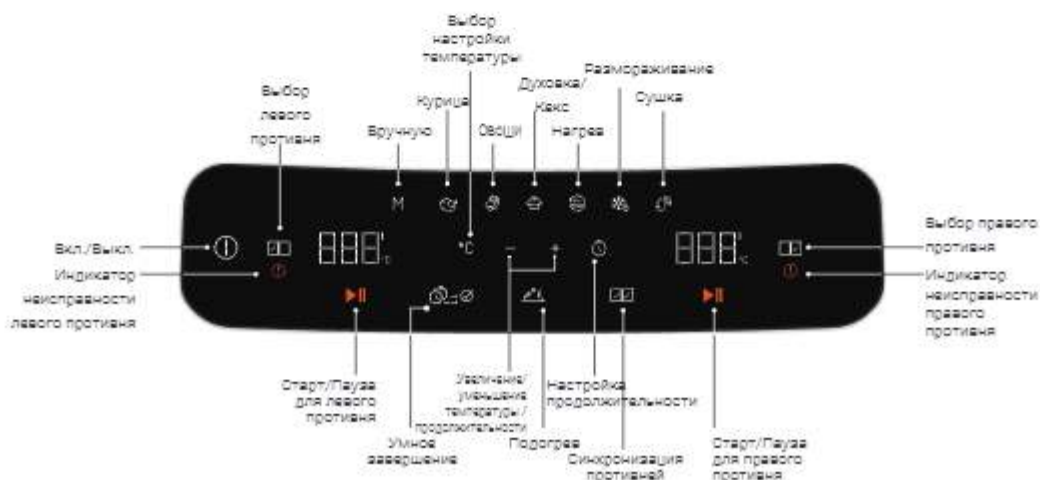 Выбор
настройки
температуры
Размораживание
Духовка/
Кекс
Сушка
Выбор
левого
противня
Курица
Вручную
Овощи
Нагрев
M
Вкл./Выкл.
Индикатор
неисправности
левого противня
888
°C
°C
−
+
888
°C
Выбор правого
противня
Индикатор
неисправности
правого
противня
Старт/Пауза
для левого
противня
Умное
завершение
Увеличение/
уменьшение
температуры/
продолжительности
Подогрев
Настройка
продолжительности
Синхронизация
противней
Старт/Пауза
для правого
противня